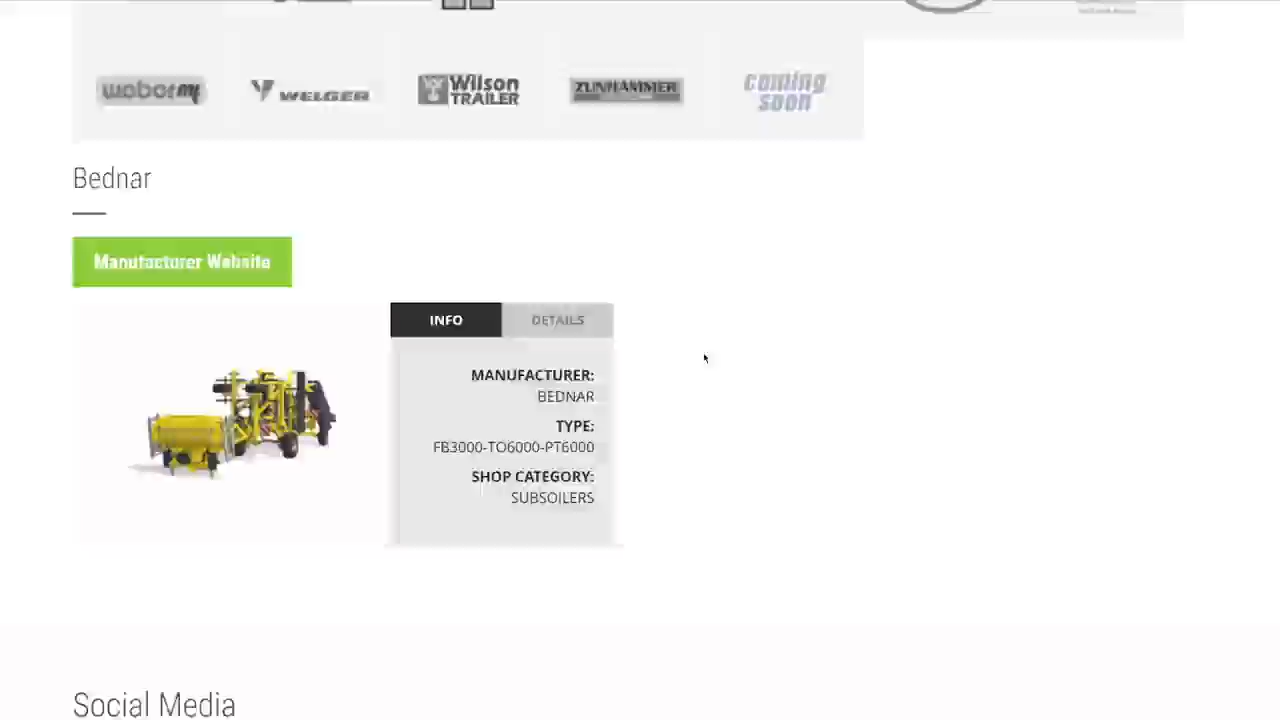 WELGER
Wilson
TRAILER
ZUNHAMMER
coming
soon
Bednar
Manufacturer Website
INFO
DETAILS
MANUFACTURER:
BEDNAR
TYPE:
FB3000-TO6000-PT6000
SHOP CATEGORY:
SUBSOILERS
Social Media